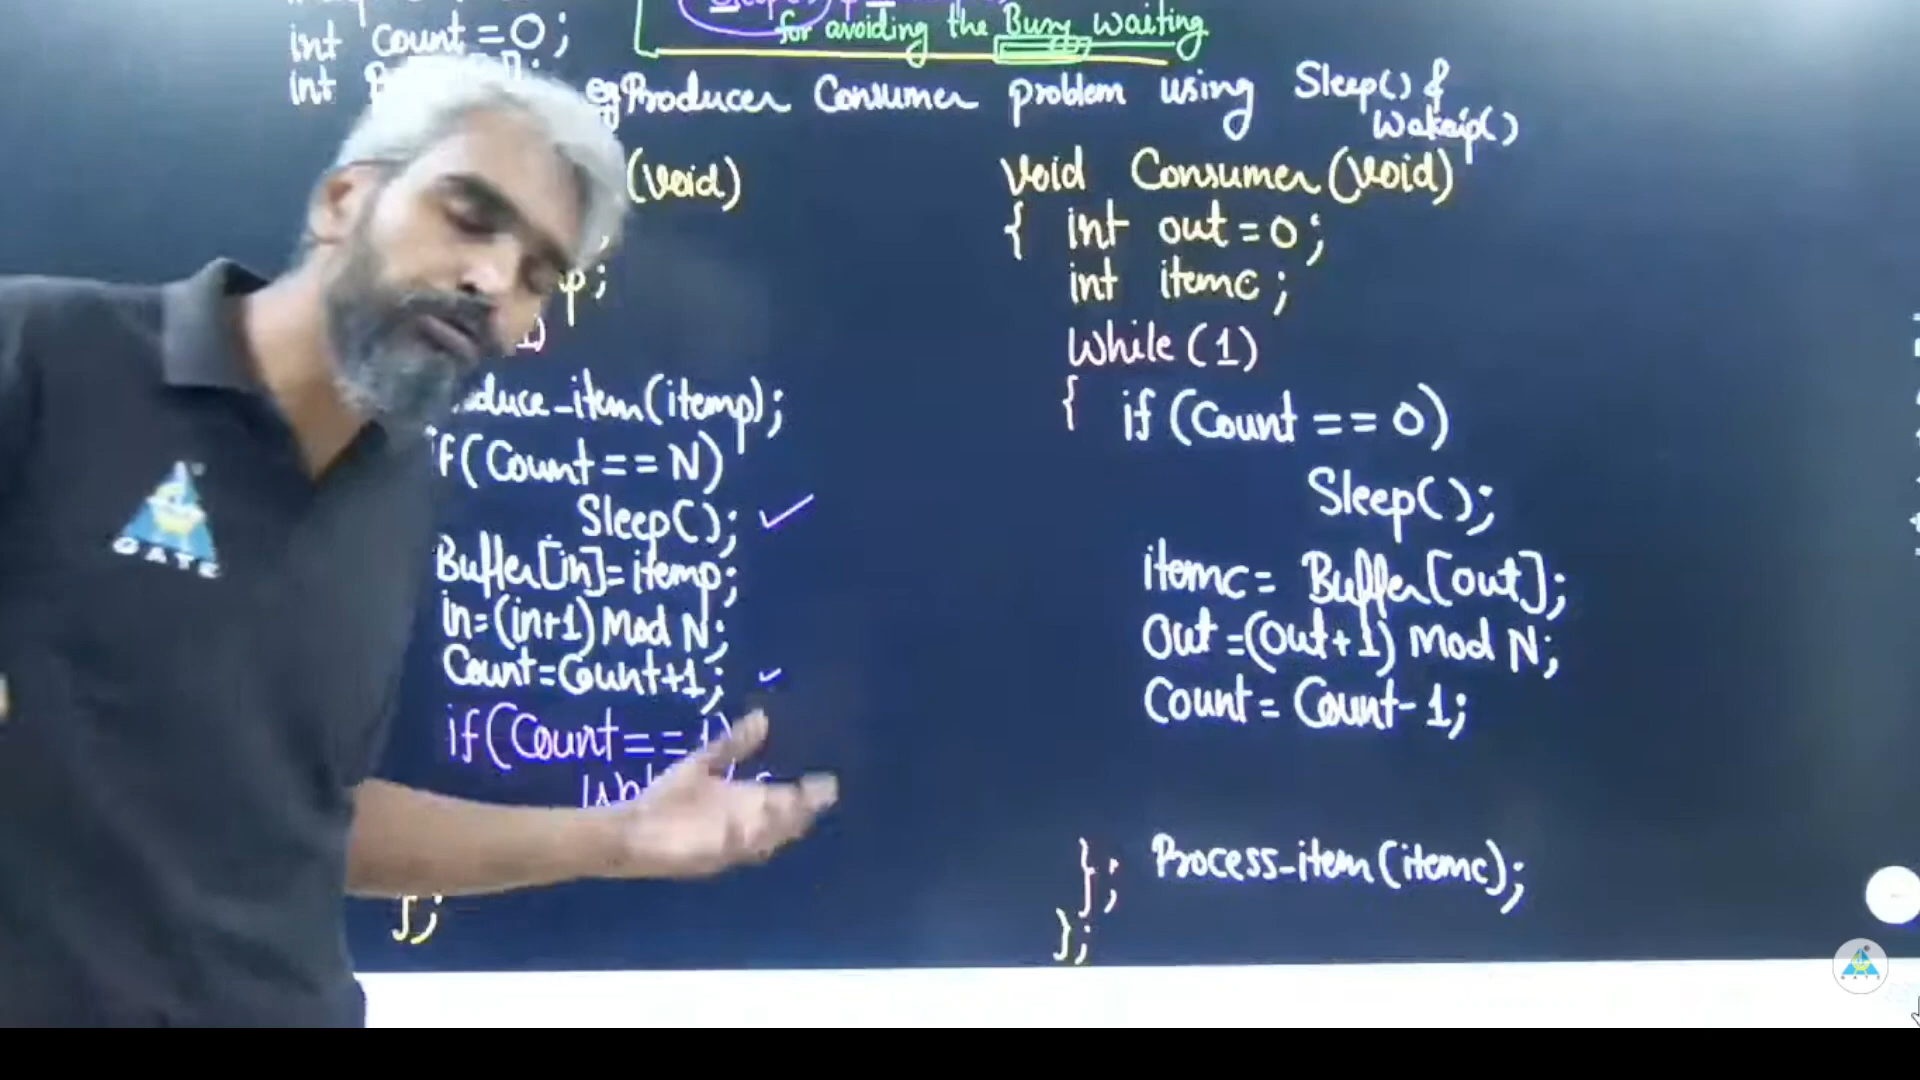 int count = 0;
for avoiding the Busy waiting
int
eg Producer Consumer problem using Sleep() &
Wakeup()
(void)
p;
1)
duce_item(itemp);
if(Count == N)
Sleep();
Buffer[in]=itemp;
in=(in+1) Mod N;
Count=Count+1;
if(Count == 1)
};
void Consumer (void)
{ int out = 0;
int itemc;
While (1)
{ if (Count == 0)
Sleep();
itemc = Buffer[out];
Out = (out+1) Mod N;
Count = Count - 1;
}; Process-item(itemc);
};
GATE